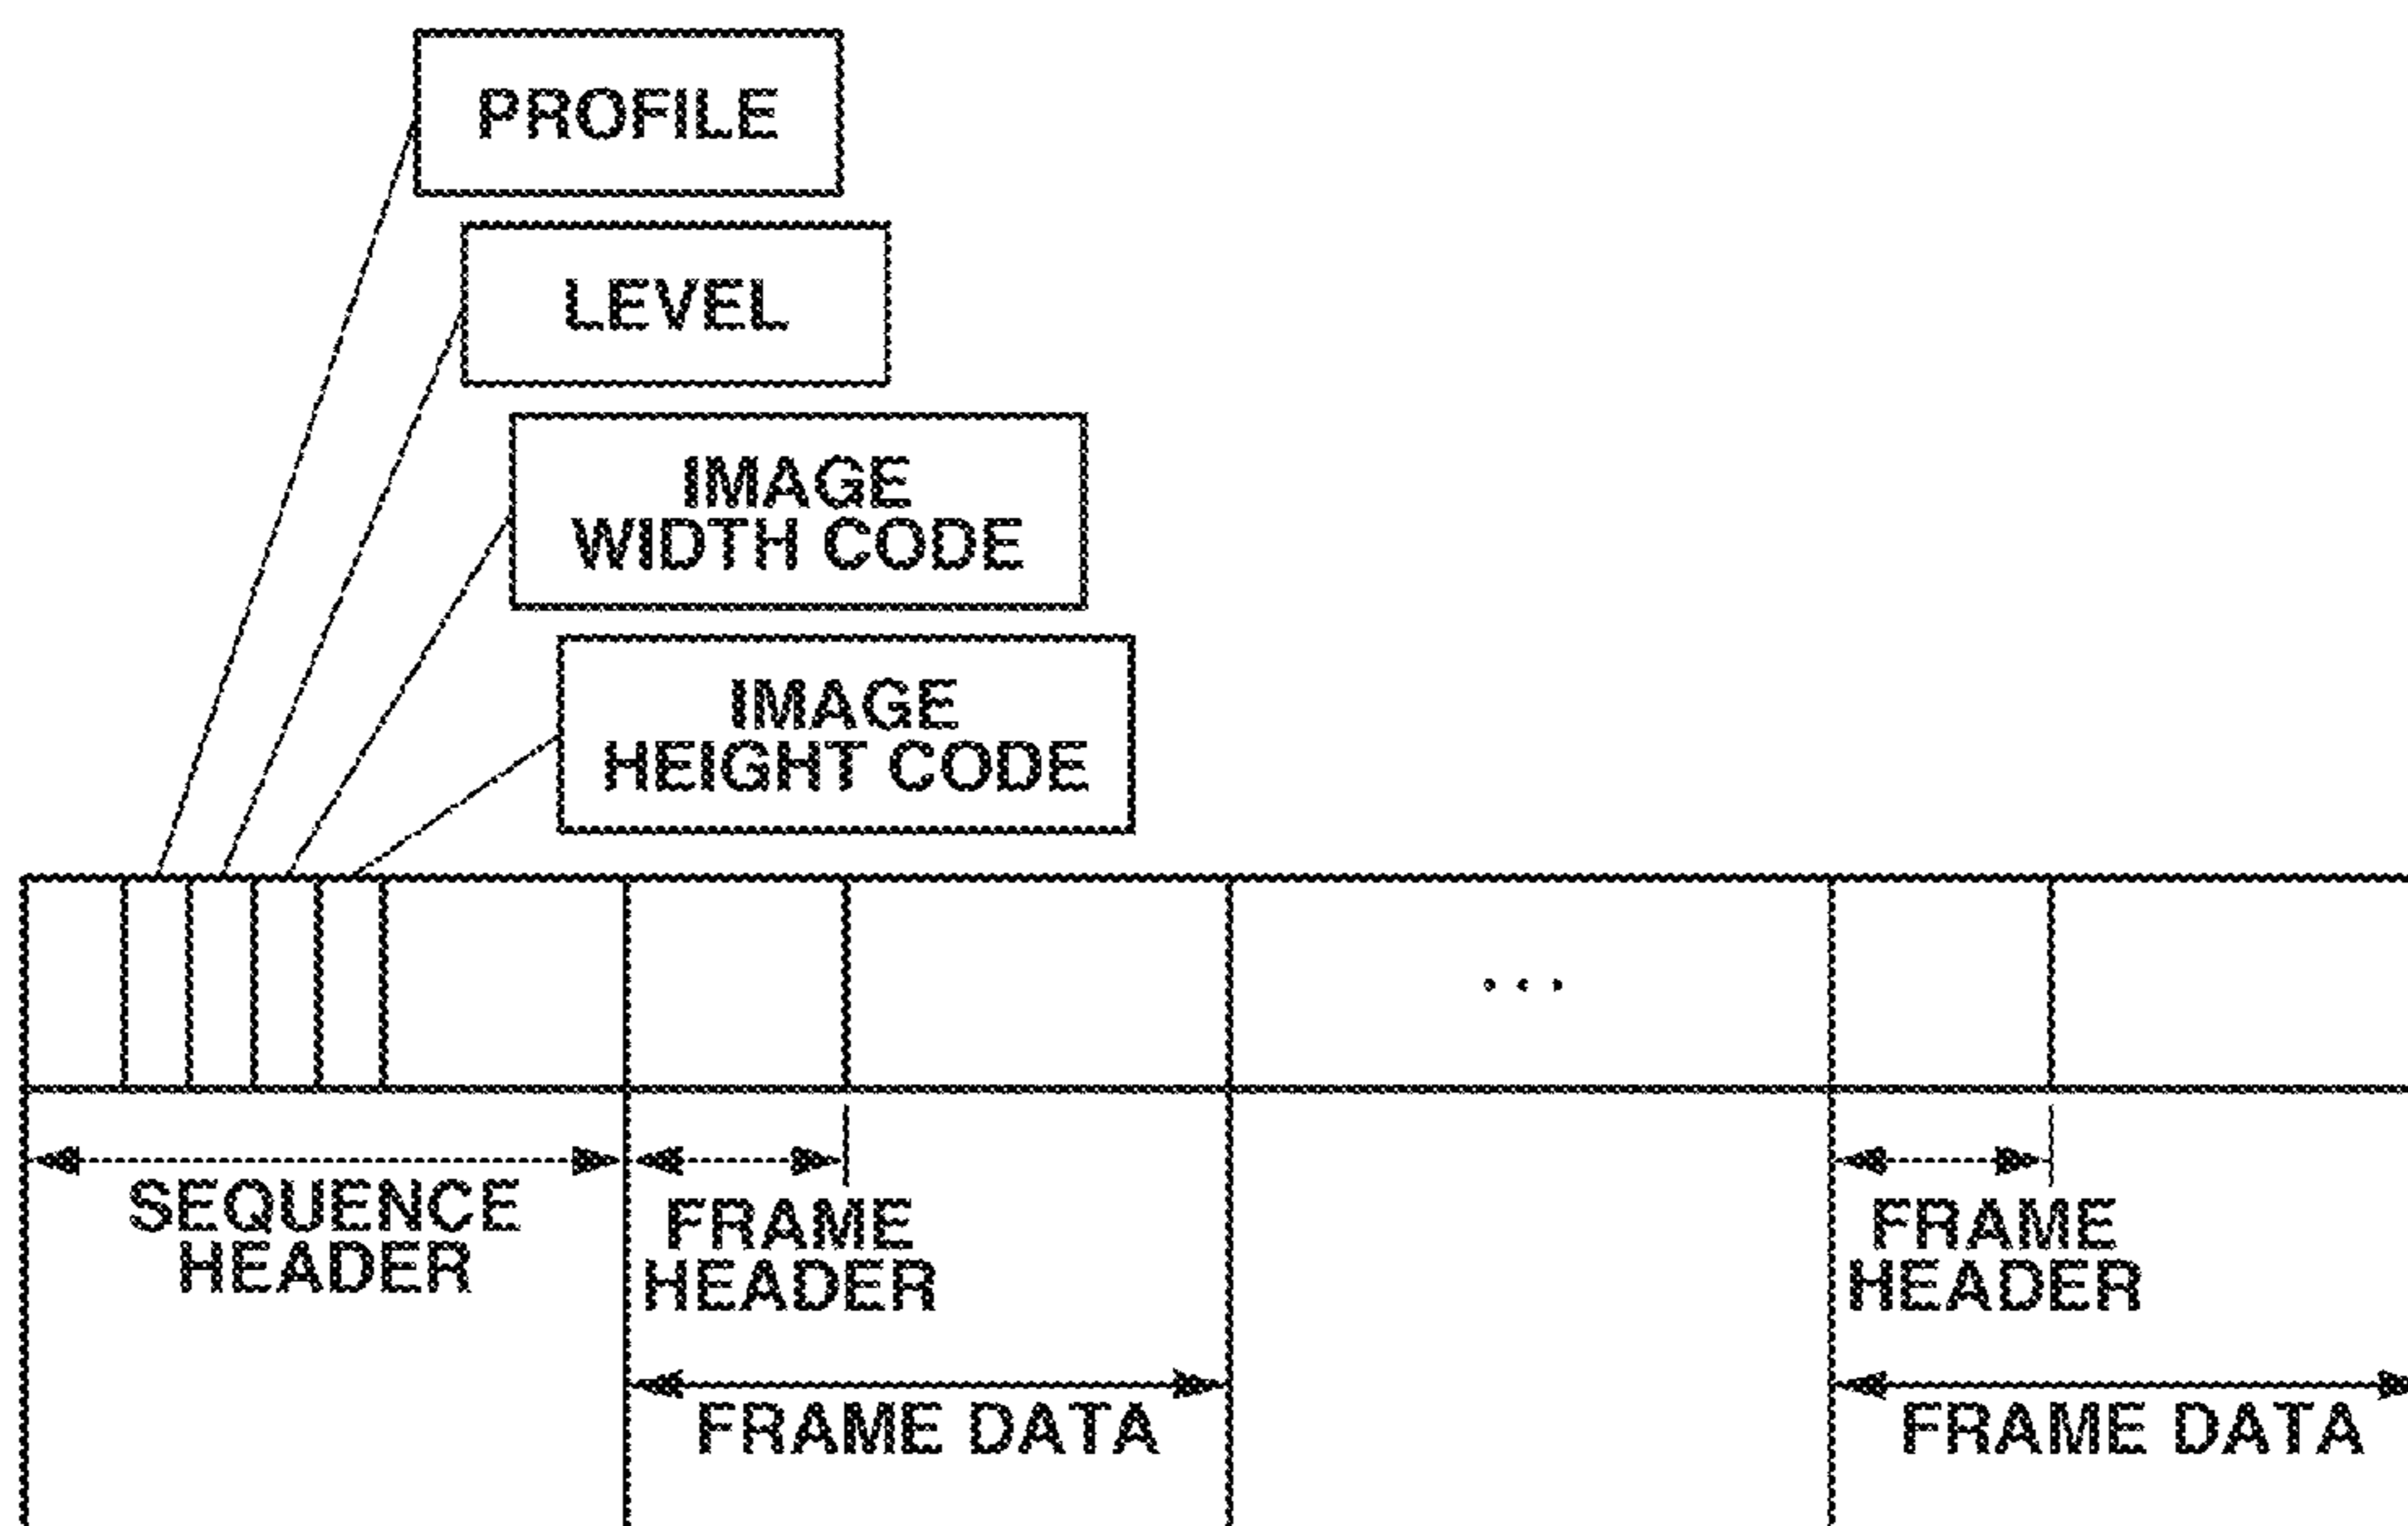 PROFILE
LEVEL
IMAGE
WIDTH CODE
IMAGE
HEIGHT CODE
...
SEQUENCE
HEADER
FRAME
HEADER
FRAME DATA
FRAME
HEADER
FRAME DATA